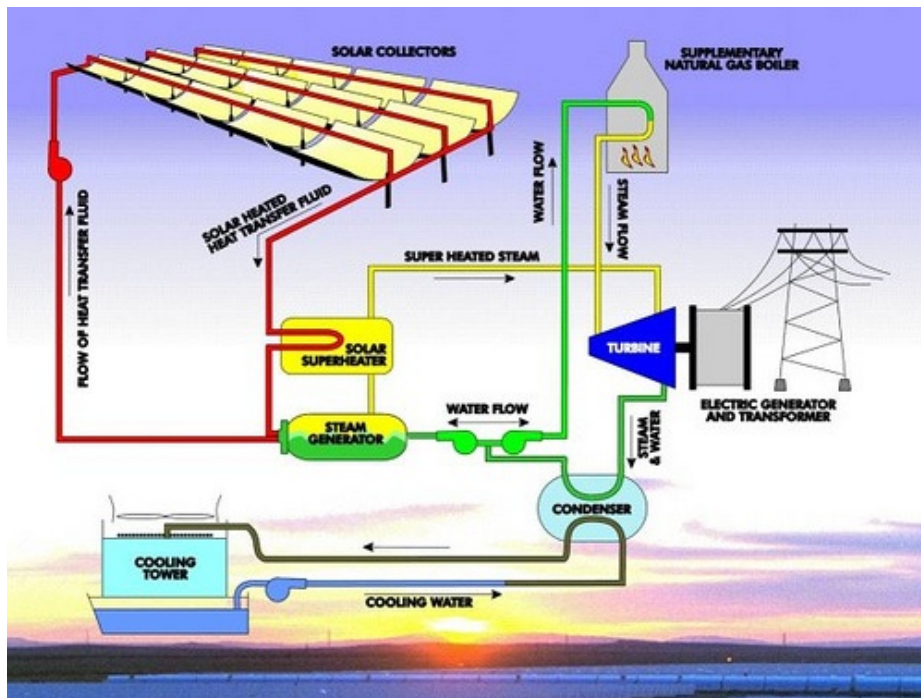 SOLAR COLLECTORS
SUPPLEMENTARY
NATURAL GAS BOILER
FLOW OF HEAT TRANSFER FLUID
SOLAR HEATED
HEAT TRANSFER FLUID
WATER FLOW
STEAM FLOW
SUPER HEATED STEAM
SOLAR
SUPERHEATER
TURBINE
ELECTRIC GENERATOR
AND TRANSFORMER
STEAM
GENERATOR
WATER FLOW
STEAM
& WATER
CONDENSER
COOLING
TOWER
COOLING WATER